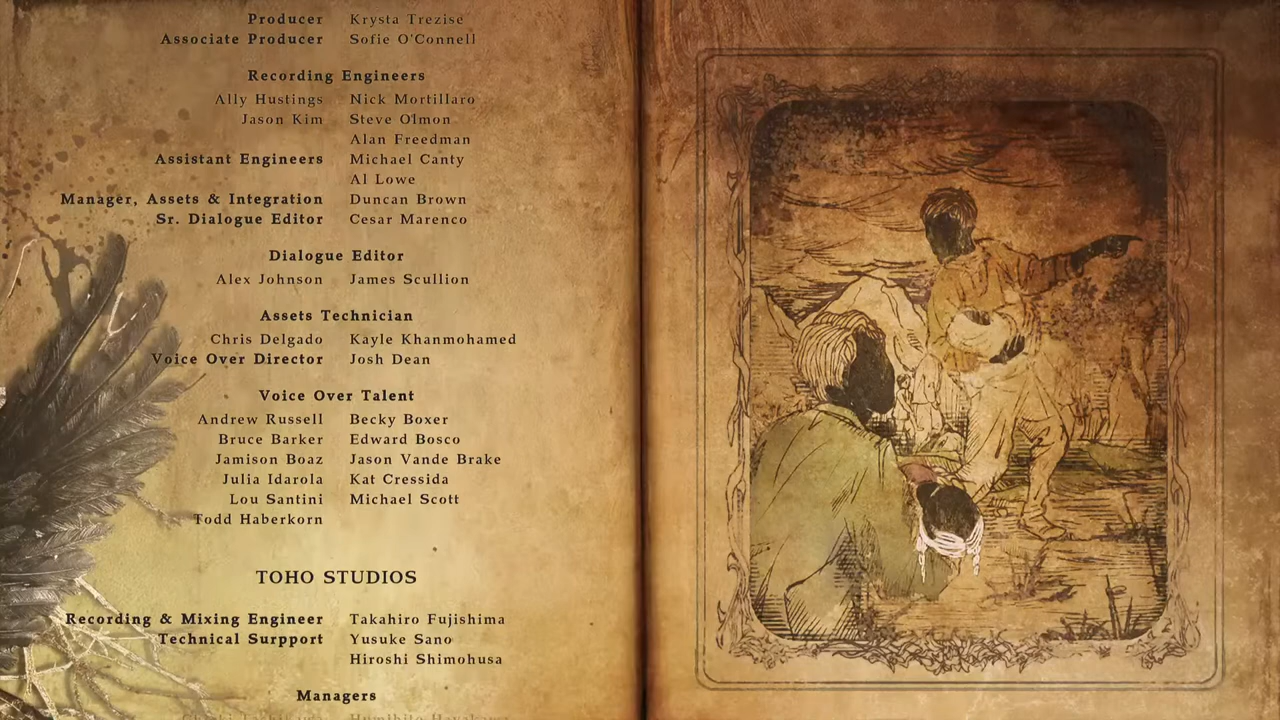 Producer Krysta Trezise
Associate Producer Sofie O'Connell
Recording Engineers
Ally Hustings Nick Mortillaro
Jason Kim Steve Olmon
Alan Freedman
Assistant Engineers Michael Canty
Al Lowe
Manager, Assets & Integration Duncan Brown
Sr. Dialogue Editor Cesar Marenco
Dialogue Editor
Alex Johnson James Scullion
Assets Technician
Chris Delgado Kayle Khanmohamed
Voice Over Director Josh Dean
Voice Over Talent
Andrew Russell Becky Boxer
Bruce Barker Edward Bosco
Jamison Boaz Jason Vande Brake
Julia Idarola Kat Cressida
Lou Santini Michael Scott
Todd Haberkorn
TOHO STUDIOS
Recording & Mixing Engineer Takahiro Fujishima
Technical Surpport Yusuke Sano
Hiroshi Shimohusa
Managers